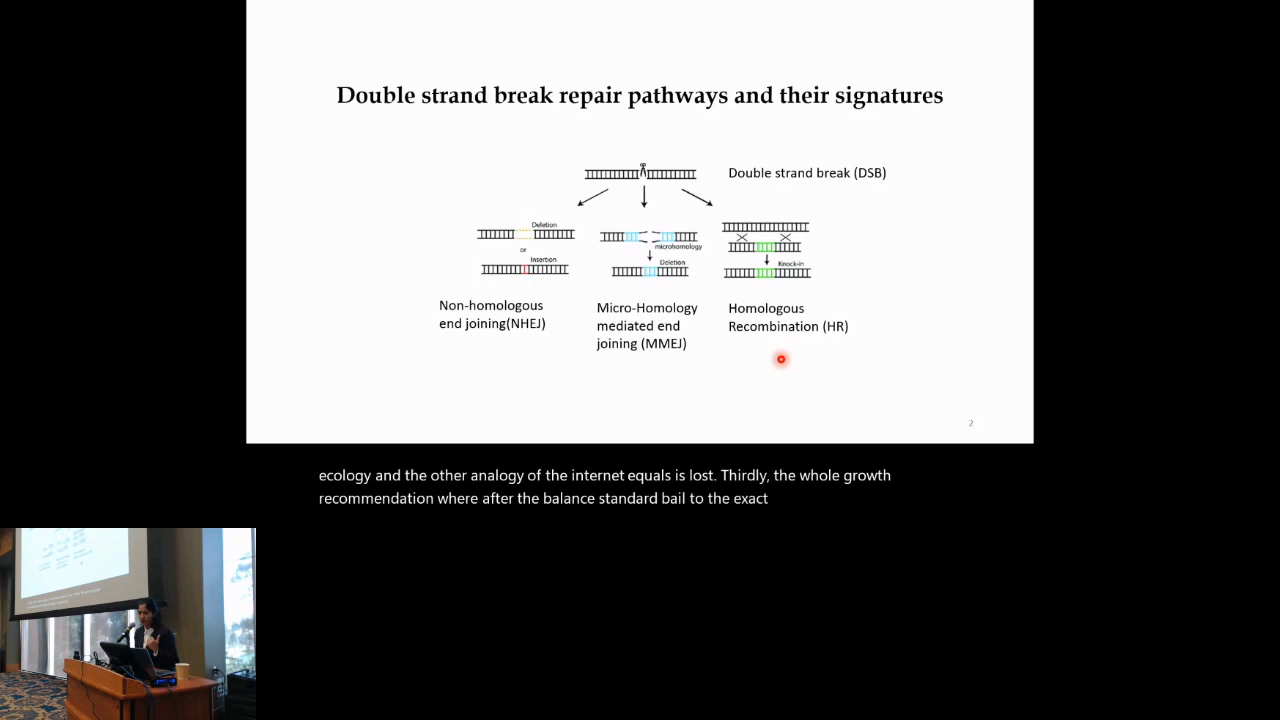 Double strand break repair pathways and their signatures
Double strand break (DSB)
Deletion
or
Insertion
microhomology
Deletion
Knock-in
Non-homologous
end joining(NHEJ)
Micro-Homology
mediated end
joining (MMEJ)
Homologous
Recombination (HR)
2
ecology and the other analogy of the internet equals is lost. Thirdly, the whole growth
recommendation where after the balance standard bail to the exact